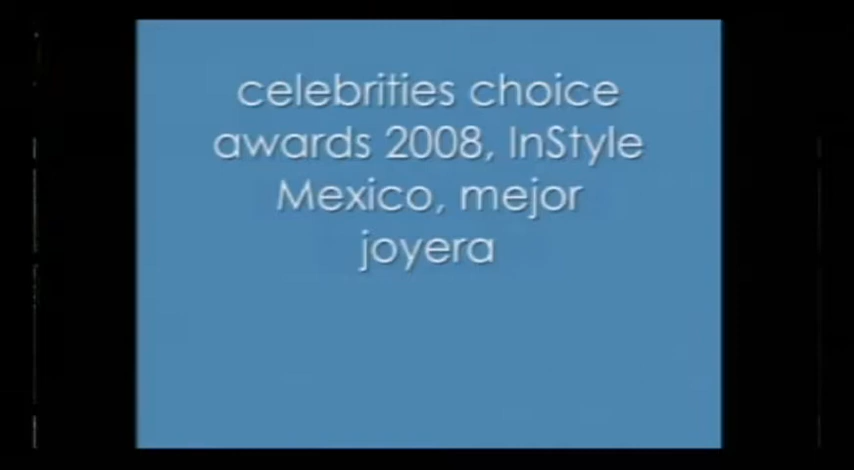 celebrities choice
awards 2008, InStyle
Mexico, mejor
joyera